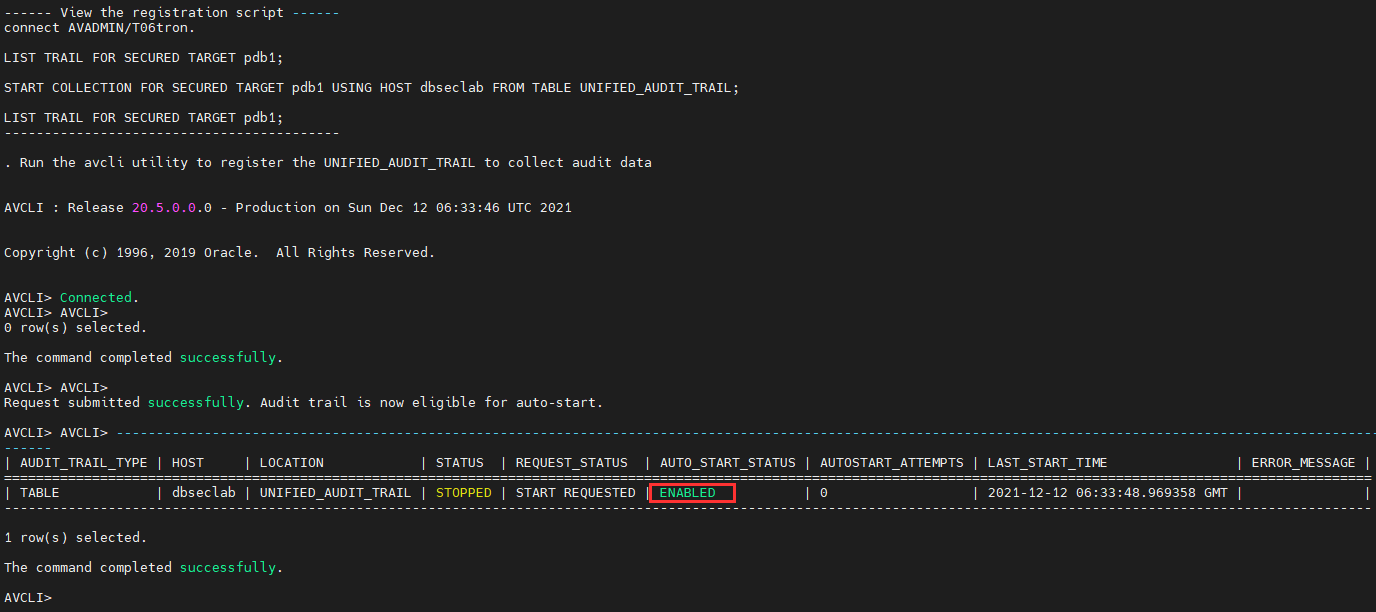 ------ View the registration script ------
connect AVADMIN/T06tron.
LIST TRAIL FOR SECURED TARGET pdb1;
START COLLECTION FOR SECURED TARGET pdb1 USING HOST dbseclab FROM TABLE UNIFIED_AUDIT_TRAIL;
LIST TRAIL FOR SECURED TARGET pdb1;
------------------------------------------
. Run the avcli utility to register the UNIFIED_AUDIT_TRAIL to collect audit data
AVCLI : Release 20.5.0.0.0 - Production on Sun Dec 12 06:33:46 UTC 2021
Copyright (c) 1996, 2019 Oracle.  All Rights Reserved.
AVCLI> Connected.
AVCLI> AVCLI>
0 row(s) selected.
The command completed successfully.
AVCLI> AVCLI>
Request submitted successfully. Audit trail is now eligible for auto-start.
AVCLI> AVCLI> ------------------------------------------------------------------------------------------------------------------------------------------------------------
------
| AUDIT_TRAIL_TYPE | HOST     | LOCATION            | STATUS  | REQUEST_STATUS  | AUTO_START_STATUS | AUTOSTART_ATTEMPTS | LAST_START_TIME                | ERROR_MESSAGE |
===========================================================================================================================================================================
| TABLE            | dbseclab | UNIFIED_AUDIT_TRAIL | STOPPED | START REQUESTED | ENABLED           | 0                  | 2021-12-12 06:33:48.969358 GMT |               |
---------------------------------------------------------------------------------------------------------------------------------------------------------------------------
1 row(s) selected.
The command completed successfully.
AVCLI>